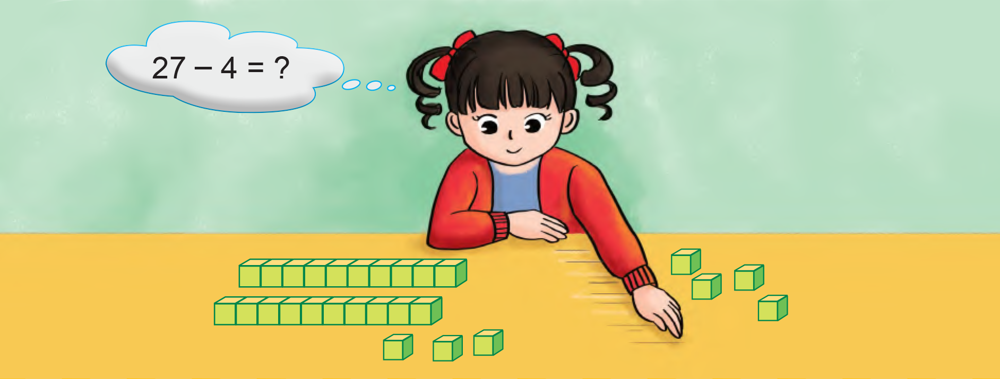 27 – 4 = ?